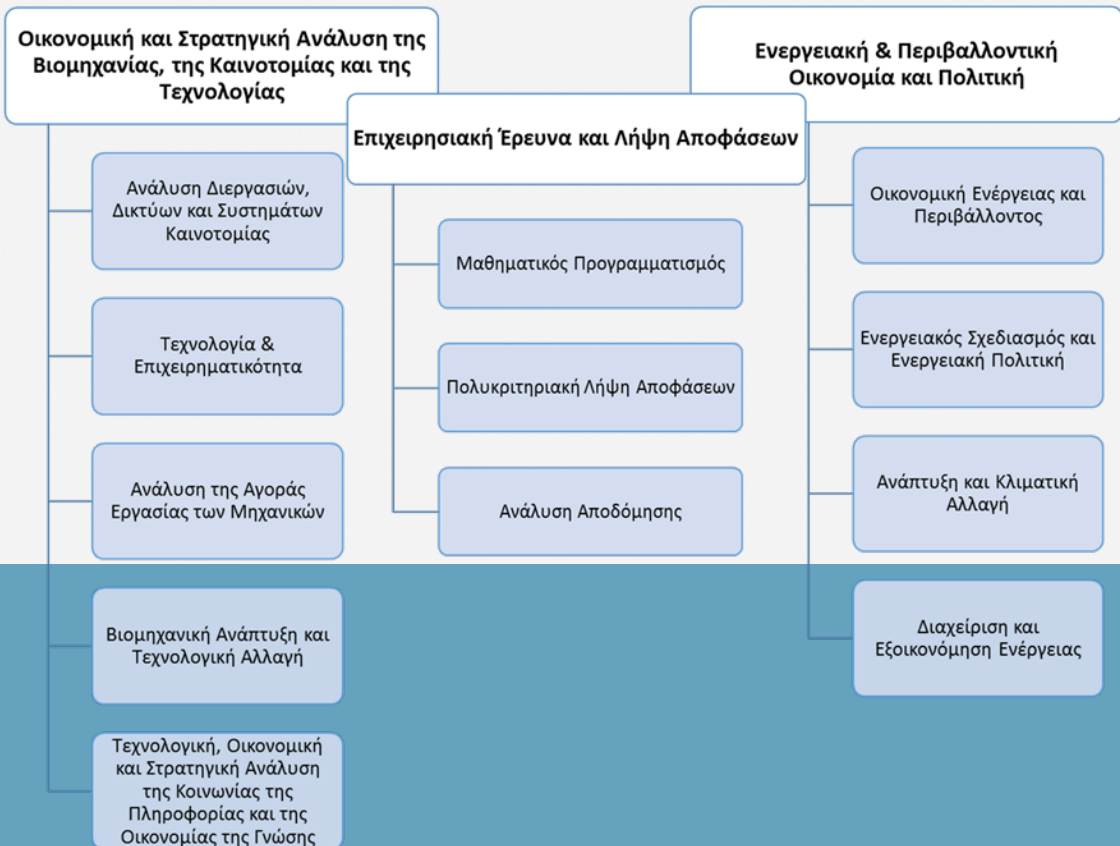 Οικονομική και Στρατηγική Ανάλυση της
Βιομηχανίας, της Καινοτομίας και της
Τεχνολογίας
Ανάλυση Διεργασιών,
Δικτύων και Συστημάτων
Καινοτομίας
Τεχνολογία &
Επιχειρηματικότητα
Ανάλυση της Αγοράς
Εργασίας των Μηχανικών
Βιομηχανική Ανάπτυξη και
Τεχνολογική Αλλαγή
Τεχνολογική, Οικονομική
και Στρατηγική Ανάλυση
της Κοινωνίας της
Πληροφορίας και της
Οικονομίας της Γνώσης
Επιχειρησιακή Έρευνα και Λήψη Αποφάσεων
Μαθηματικός Προγραμματισμός
Πολυκριτηριακή Λήψη Αποφάσεων
Ανάλυση Αποδόμησης
Ενεργειακή & Περιβαλλοντική
Οικονομία και Πολιτική
Οικονομική Ενέργειας και
Περιβάλλοντος
Ενεργειακός Σχεδιασμός και
Ενεργειακή Πολιτική
Ανάπτυξη και Κλιματική
Αλλαγή
Διαχείριση και
Εξοικονόμηση Ενέργειας